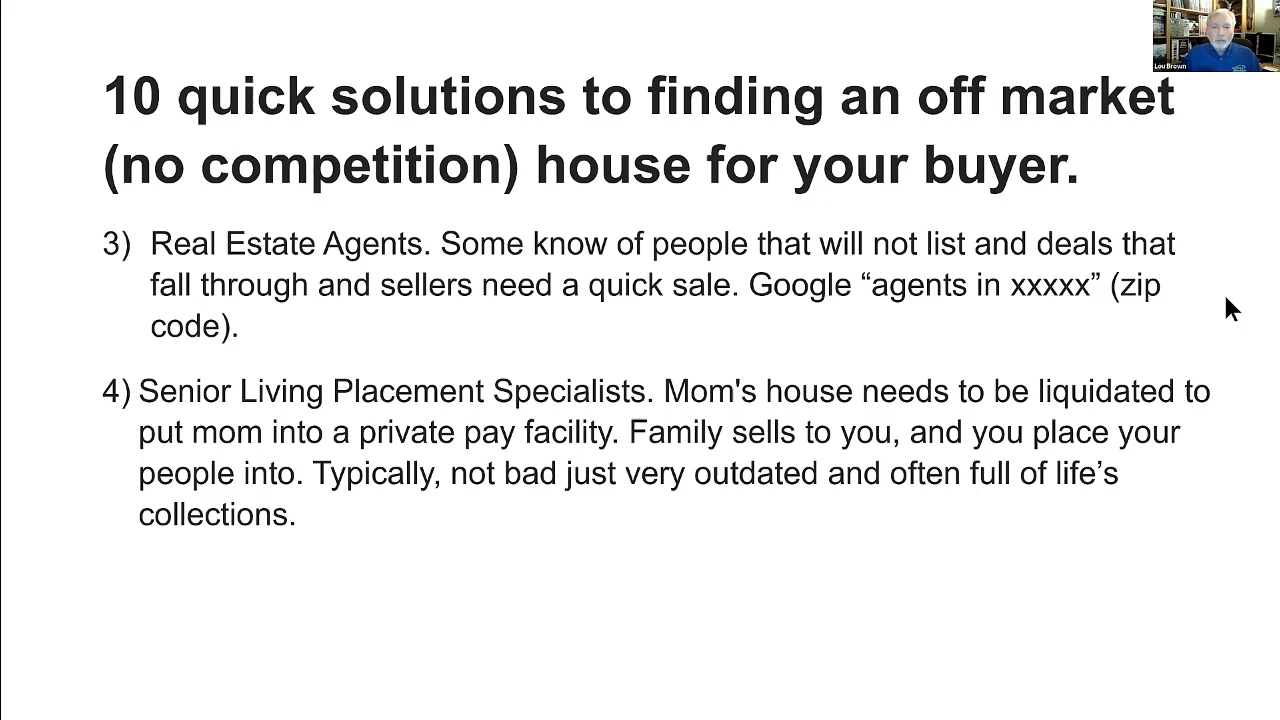 Lou Brown
10 quick solutions to finding an off market
(no competition) house for your buyer.
3) Real Estate Agents. Some know of people that will not list and deals that
fall through and sellers need a quick sale. Google “agents in xxxxx” (zip
code).
4) Senior Living Placement Specialists. Mom's house needs to be liquidated to
put mom into a private pay facility. Family sells to you, and you place your
people into. Typically, not bad just very outdated and often full of life’s
collections.